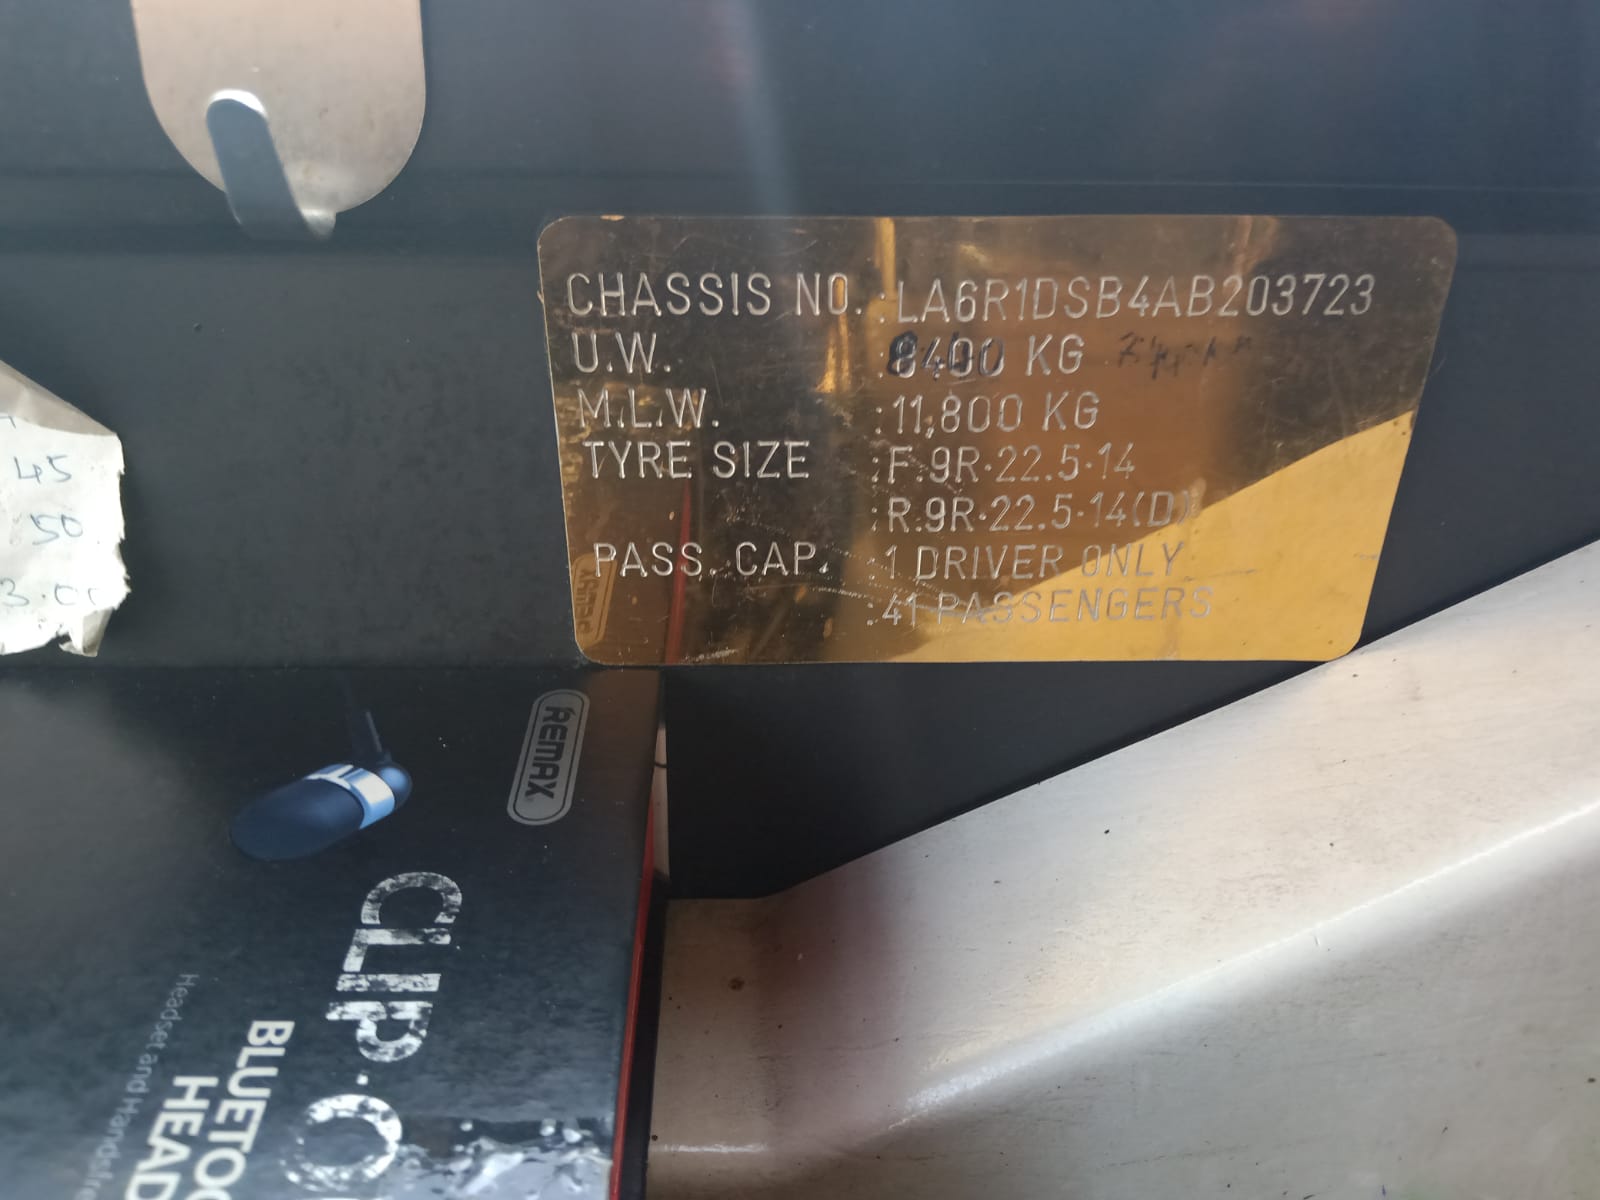 CHASSIS NO. : LA6R1DSB4AB203723
U.W. : 8400 KG
M.L.W. : 11,800 KG
TYRE SIZE : F.9R·22.5·14
: R.9R·22.5·14(D)
PASS. CAP. : 1 DRIVER ONLY
: 41 PASSENGERS
45
50
REMAX
CLIP·O
BLUETO
HEAD
Headset and Handsfre